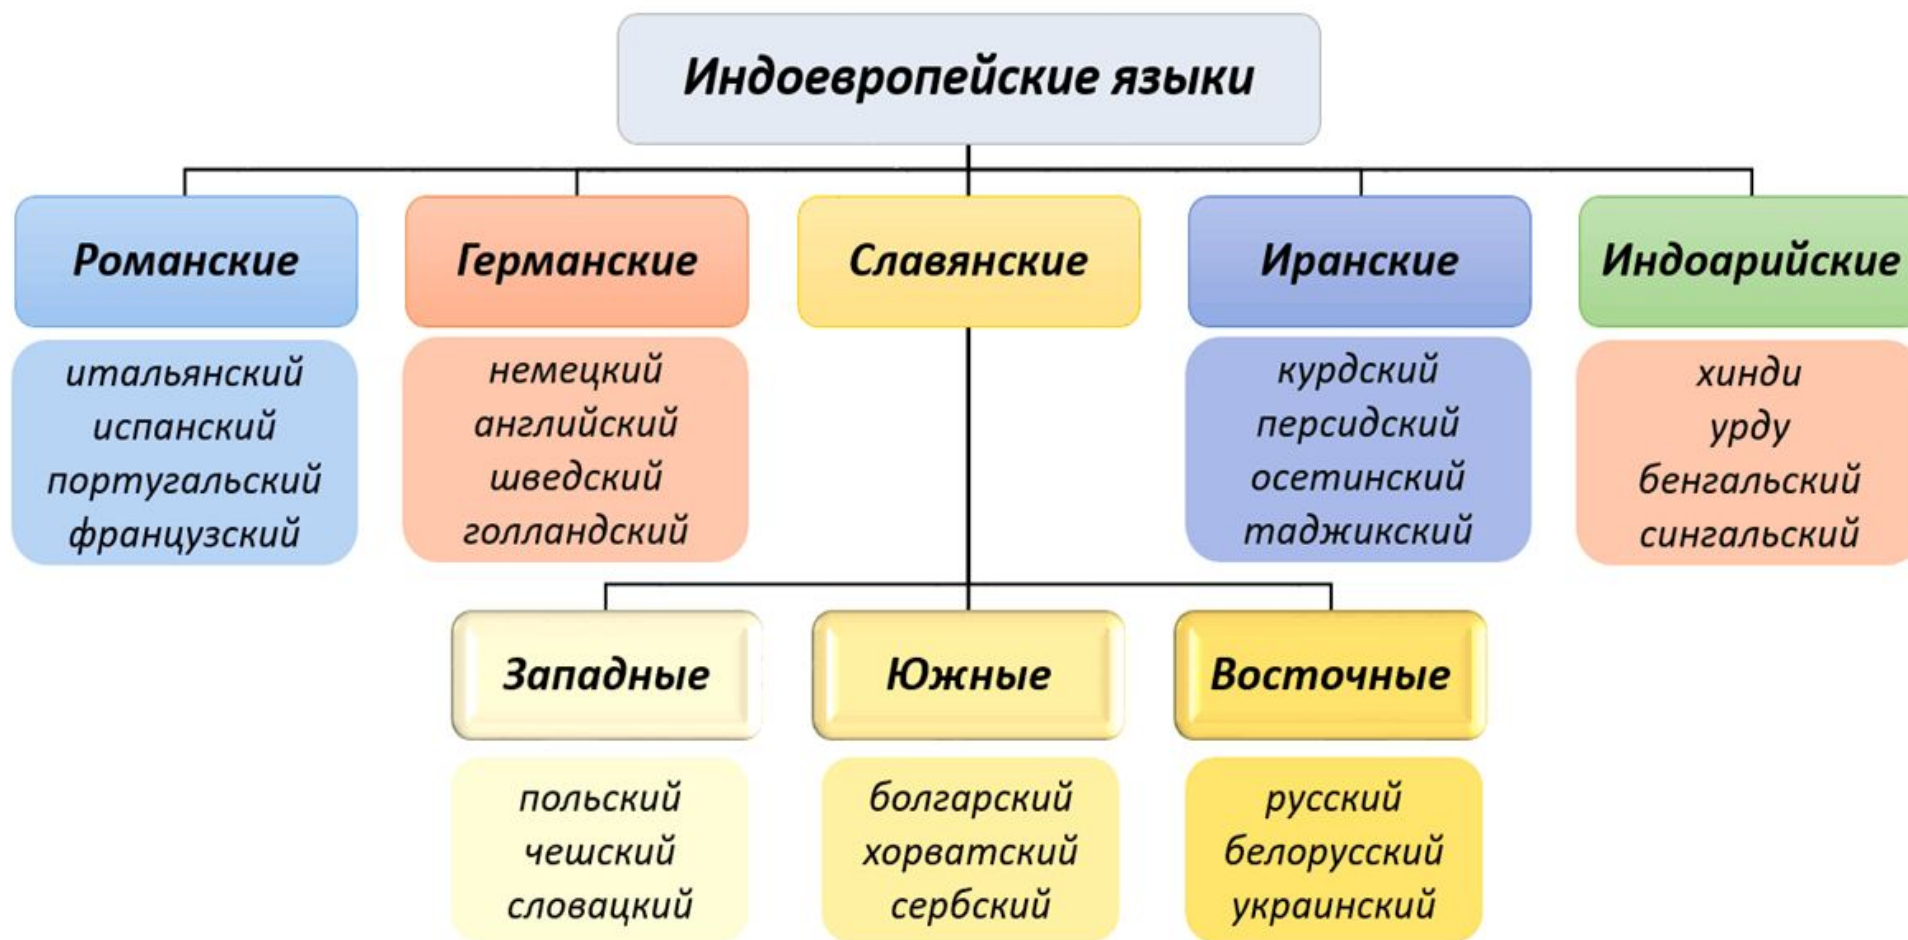 Индоевропейские языки
Романские
Германские
Славянские
Иранские
Индоарийские
итальянский
испанский
португальский
французский
немецкий
английский
шведский
голландский
курдский
персидский
осетинский
таджикский
хинди
урду
бенгальский
сингальский
Западные
Южные
Восточные
польский
чешский
словацкий
болгарский
хорватский
сербский
русский
белорусский
украинский